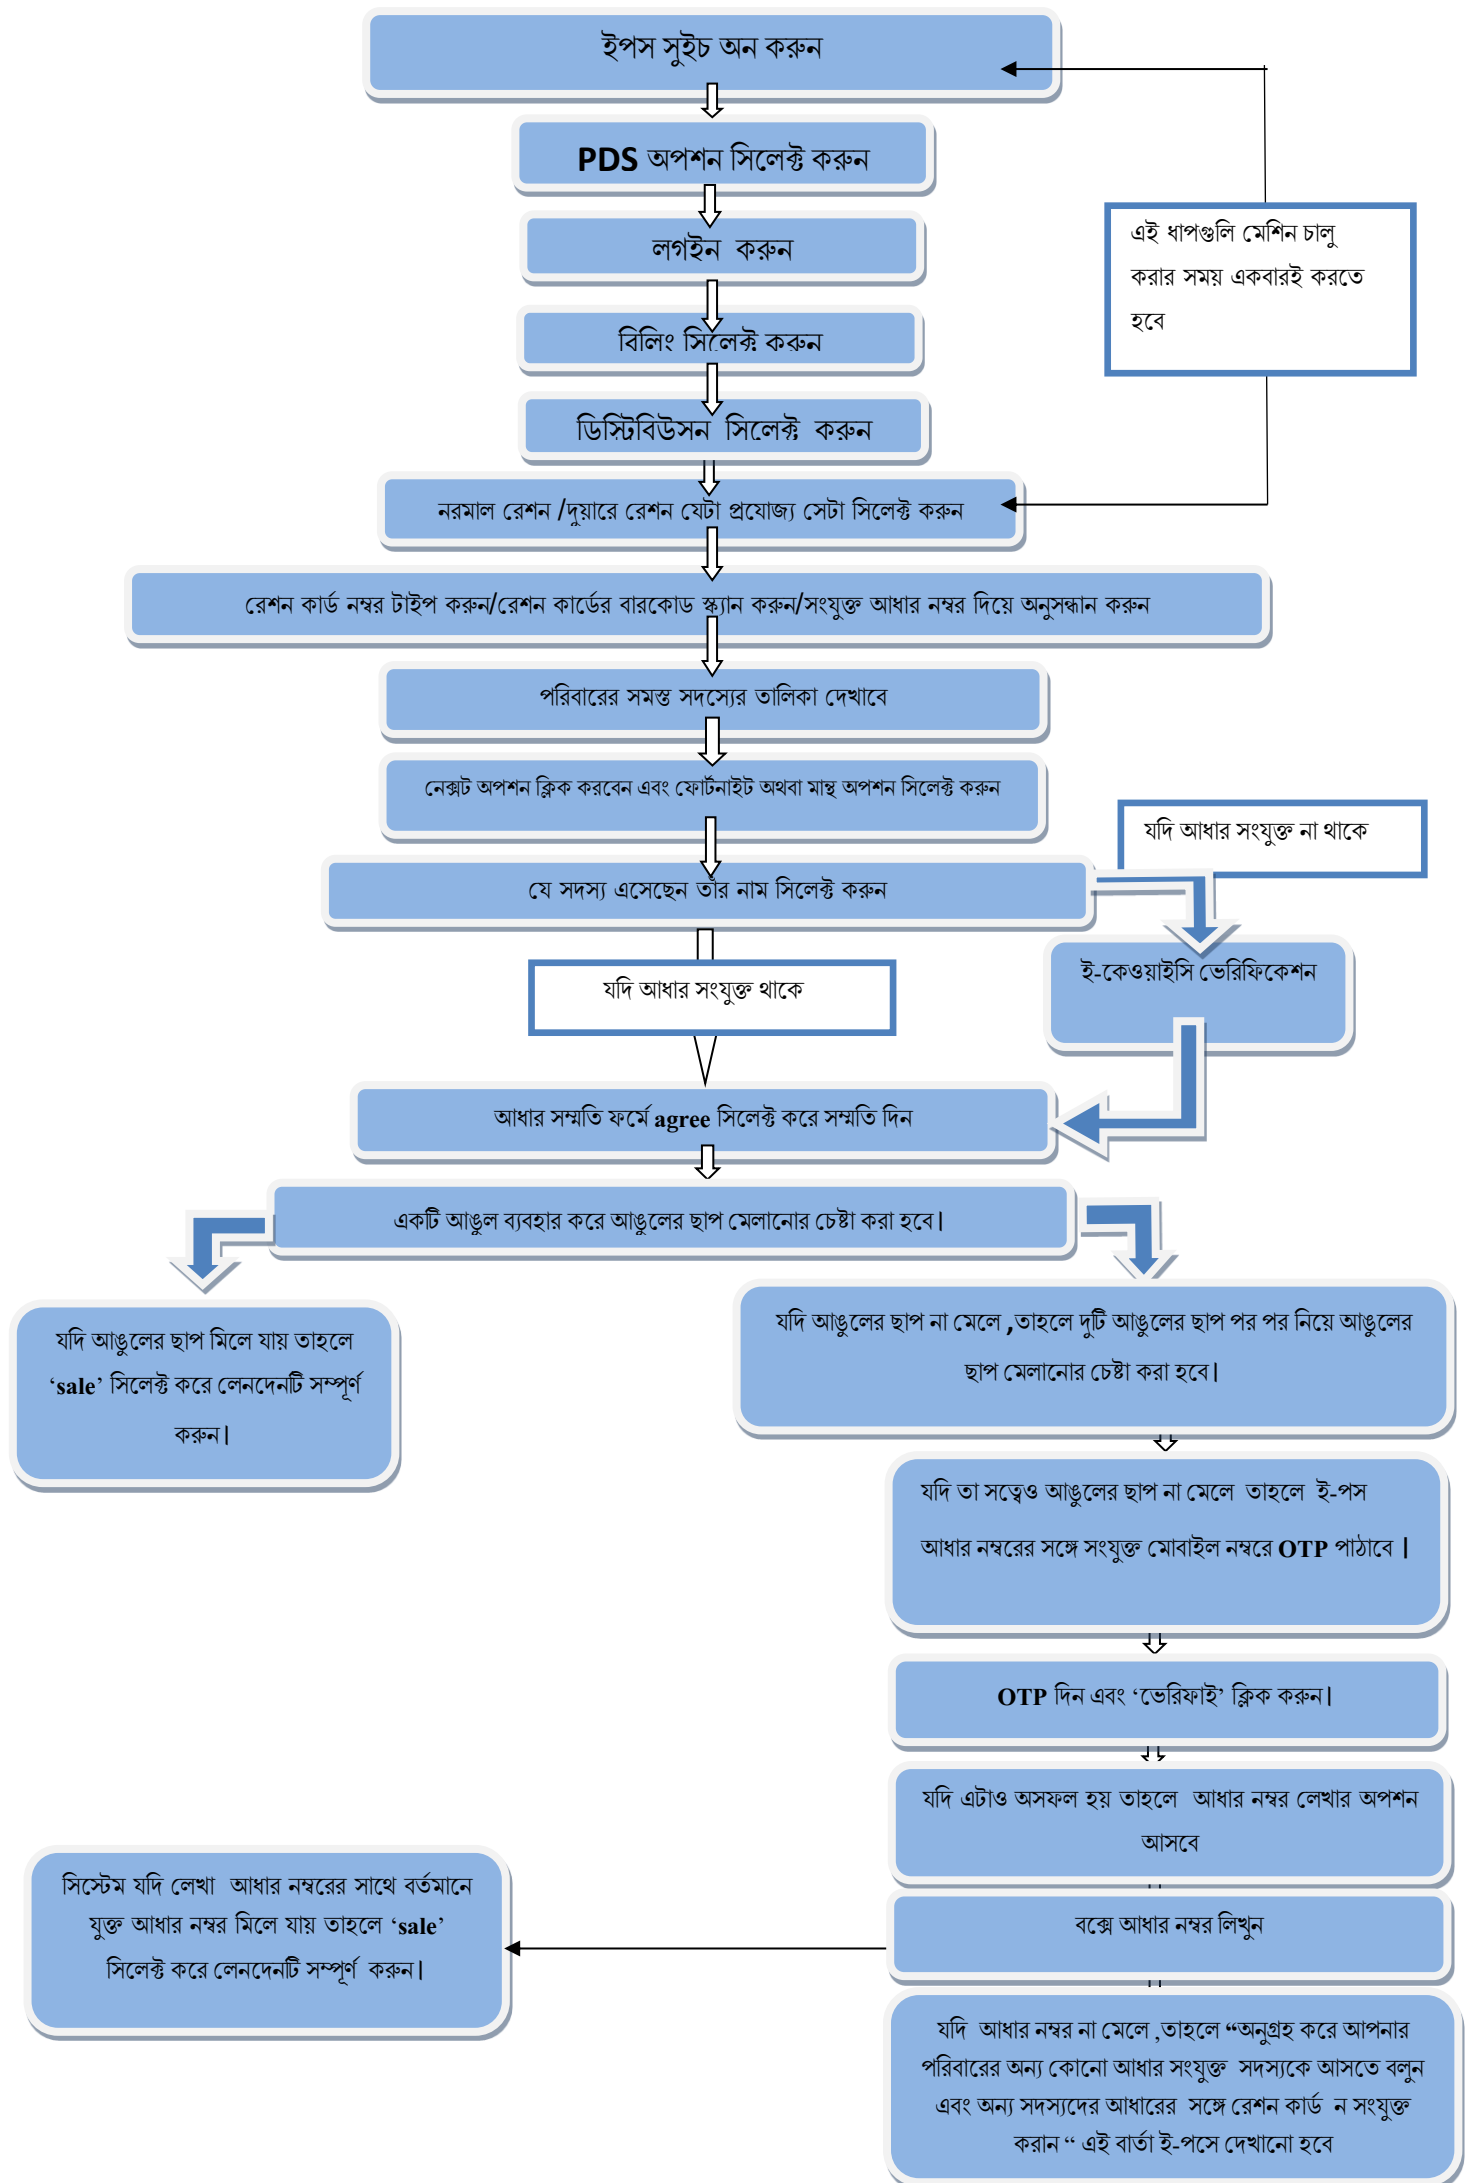 ইপস সুইচ অন করুন
PDS অপশন সিলেক্ট করুন
লগইন করুন
এই ধাপগুলি মেশিন চালু
করার সময় একবারই করতে
হবে
বিলিং সিলেক্ট করুন
ডিস্টিবিউসন সিলেক্ট করুন
নরমাল রেশন /দুয়ারে রেশন যেটা প্রযোজ্য সেটা সিলেক্ট করুন
রেশন কার্ড নম্বর টাইপ করুন/রেশন কার্ডের বারকোড স্ক্যান করুন/সংযুক্ত আধার নম্বর দিয়ে অনুসন্ধান করুন
পরিবারের সমস্ত সদস্যের তালিকা দেখাবে
নেক্সট অপশন ক্লিক করবেন এবং ফোর্টনাইট অথবা মান্থ অপশন সিলেক্ট করুন
যদি আধার সংযুক্ত না থাকে
যে সদস্য এসেছেন তাঁর নাম সিলেক্ট করুন
ই-কেওয়াইসি ভেরিফিকেশন
যদি আধার সংযুক্ত থাকে
আধার সম্মতি ফর্মে agree সিলেক্ট করে সম্মতি দিন
একটি আঙুল ব্যবহার করে আঙুলের ছাপ মেলানোর চেষ্টা করা হবে।
যদি আঙুলের ছাপ মিলে যায় তাহলে
‘sale’ সিলেক্ট করে লেনদেনটি সম্পূর্ণ
করুন।
যদি আঙুলের ছাপ না মেলে ,তাহলে দুটি আঙুলের ছাপ পর পর নিয়ে আঙুলের
ছাপ মেলানোর চেষ্টা করা হবে।
যদি তা সত্বেও আঙুলের ছাপ না মেলে তাহলে ই-পস
আধার নম্বরের সঙ্গে সংযুক্ত মোবাইল নম্বরে OTP পাঠাবে ।
OTP দিন এবং ‘ভেরিফাই’ ক্লিক করুন।
যদি এটাও অসফল হয় তাহলে আধার নম্বর লেখার অপশন
আসবে
সিস্টেম যদি লেখা আধার নম্বরের সাথে বর্তমানে
যুক্ত আধার নম্বর মিলে যায় তাহলে ‘sale’
সিলেক্ট করে লেনদেনটি সম্পূর্ণ করুন।
বক্সে আধার নম্বর লিখুন
যদি আধার নম্বর না মেলে ,তাহলে “অনুগ্রহ করে আপনার
পরিবারের অন্য কোনো আধার সংযুক্ত সদস্যকে আসতে বলুন
এবং অন্য সদস্যদের আধারের সঙ্গে রেশন কার্ড ন সংযুক্ত
করান “ এই বার্তা ই-পসে দেখানো হবে